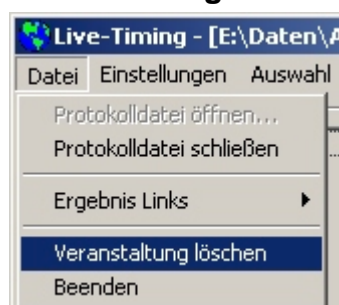 Live-Timing - [E:\Daten\
Datei Einstellungen Auswahl
Protokolldatei öffnen...
Protokolldatei schließen
Ergebnis Links
Veranstaltung löschen
Beenden